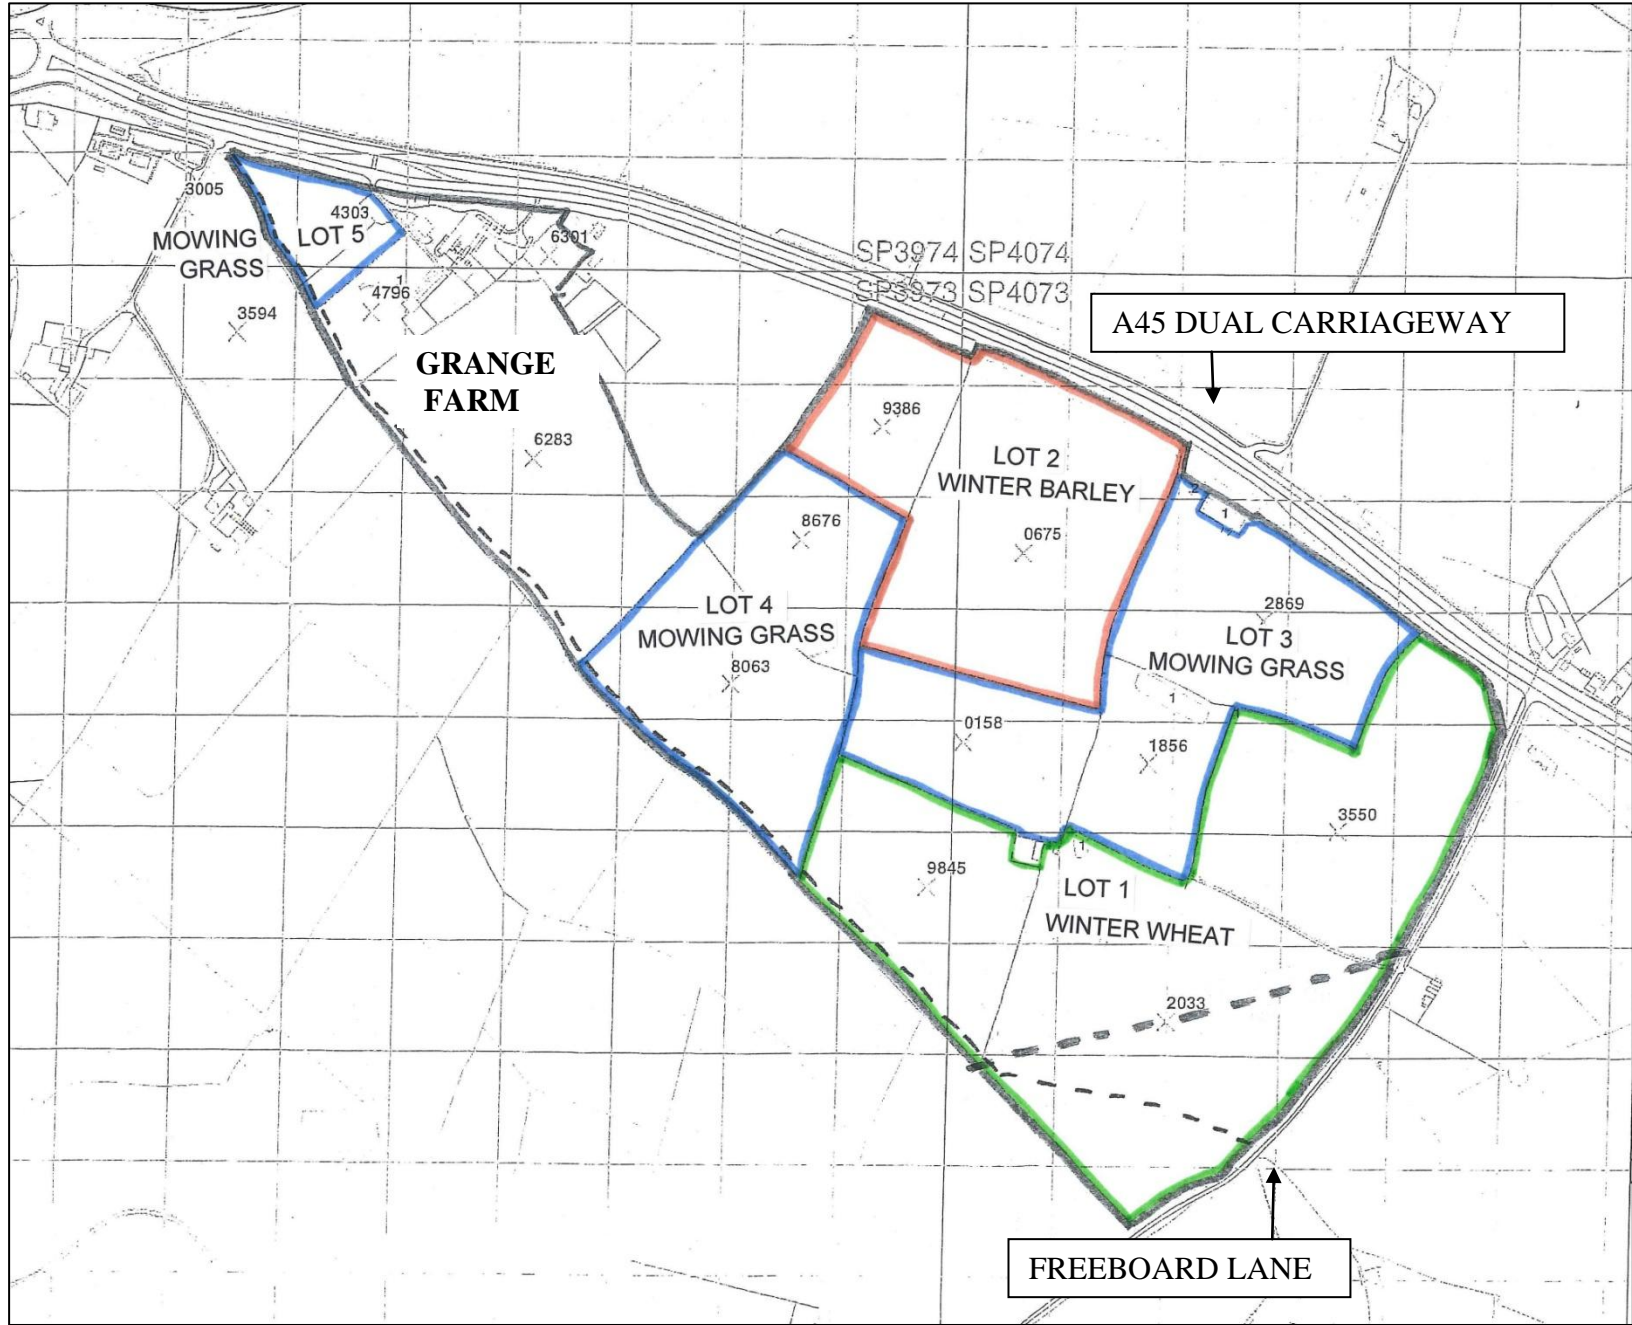 3005
4303
MOWING
GRASS
LOT 5
6301
SP3974 SP4074
SP3973 SP4073
1
4796
3594
A45 DUAL CARRIAGEWAY
GRANGE
FARM
9386
6283
LOT 2
WINTER BARLEY
2
1
8676
0675
LOT 4
MOWING GRASS
2869
LOT 3
MOWING GRASS
8063
1
0158
1856
3550
1
1
9845
LOT 1
WINTER WHEAT
2033
FREEBOARD LANE